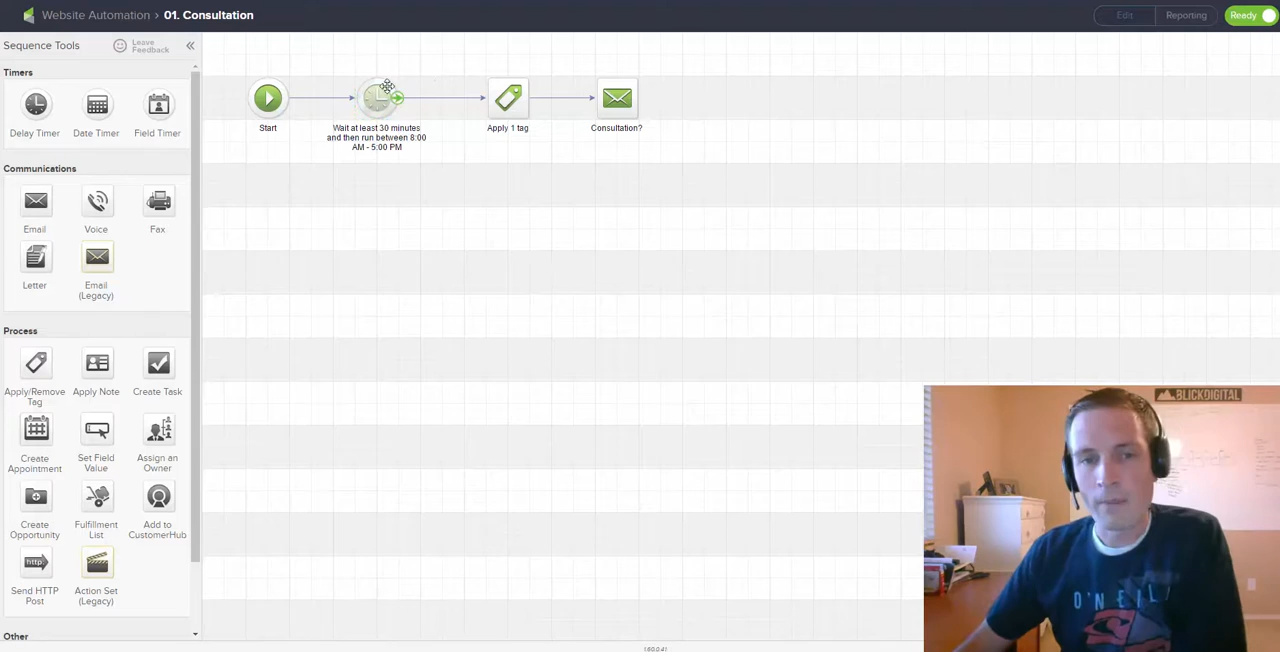 Website Automation › 01. Consultation
Edit
Reporting
Ready
Sequence Tools
Leave
Feedback
«
Timers
Delay Timer
Date Timer
Field Timer
Communications
Email
Voice
Fax
Letter
Email
(Legacy)
Process
Apply/Remove
Tag
Apply Note
Create Task
Create
Appointment
Set Field
Value
Assign an
Owner
Create
Opportunity
Fulfillment
List
Add to
CustomerHub
http
Send HTTP
Post
Action Set
(Legacy)
Other
Start
Wait at least 30 minutes
and then run between 8:00
AM - 5:00 PM
Apply 1 tag
Consultation?
BLICKDIGITAL
O'NEILL